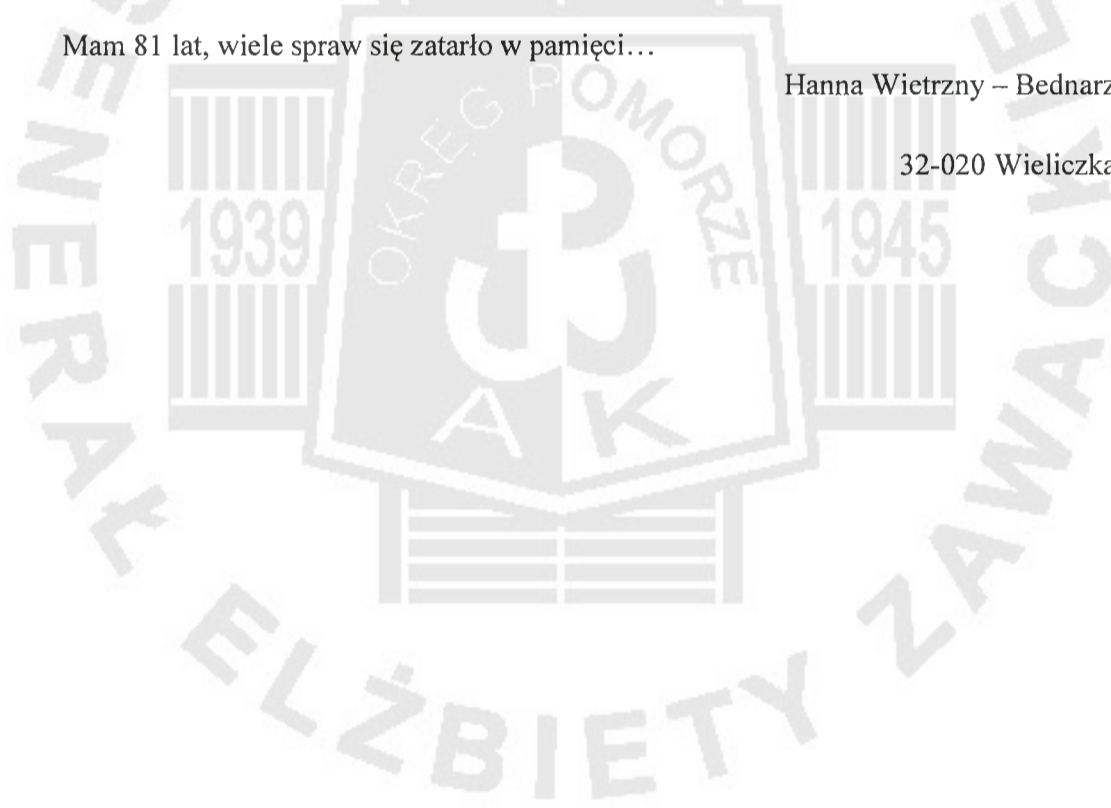 Mam 81 lat, wiele spraw się zatarło w pamięci…
Hanna Wietrzny – Bednarz
32-020 Wieliczka
OKRĘG POMORZE
1939
1945
A K
ELŻBIETY